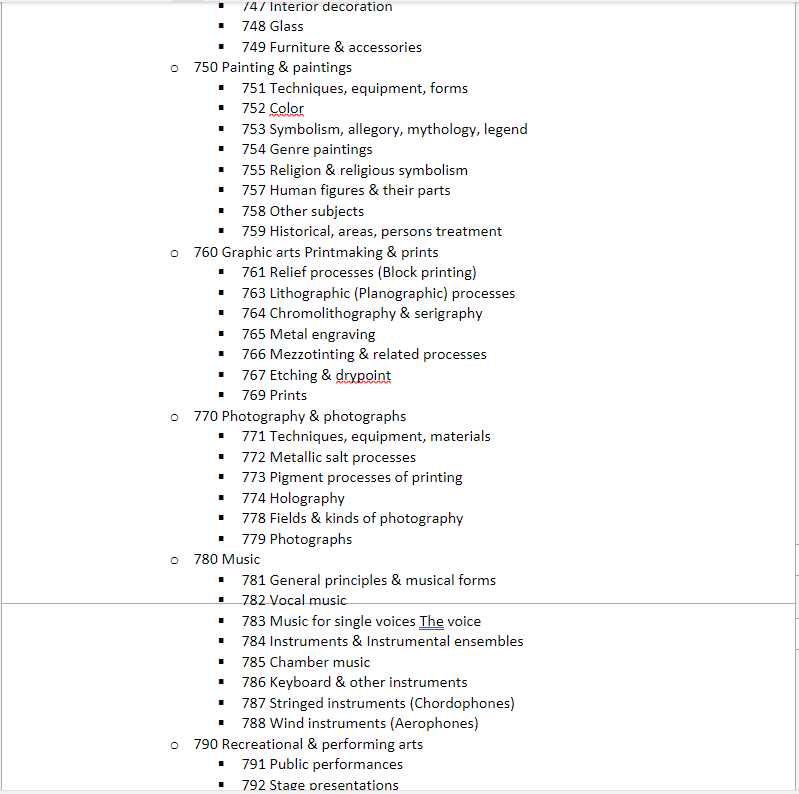 747 Interior decoration
748 Glass
749 Furniture & accessories
750 Painting & paintings
751 Techniques, equipment, forms
752 Color
753 Symbolism, allegory, mythology, legend
754 Genre paintings
755 Religion & religious symbolism
757 Human figures & their parts
758 Other subjects
759 Historical, areas, persons treatment
760 Graphic arts Printmaking & prints
761 Relief processes (Block printing)
763 Lithographic (Planographic) processes
764 Chromolithography & serigraphy
765 Metal engraving
766 Mezzotinting & related processes
767 Etching & drypoint
769 Prints
770 Photography & photographs
771 Techniques, equipment, materials
772 Metallic salt processes
773 Pigment processes of printing
774 Holography
778 Fields & kinds of photography
779 Photographs
780 Music
781 General principles & musical forms
782 Vocal music
783 Music for single voices The voice
784 Instruments & Instrumental ensembles
785 Chamber music
786 Keyboard & other instruments
787 Stringed instruments (Chordophones)
788 Wind instruments (Aerophones)
790 Recreational & performing arts
791 Public performances
792 Stage presentations